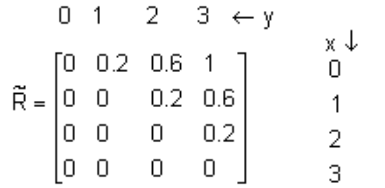 0 1 2 3 ← y
x ↓
0 0.2 0.6 1 0
R̃ = 0 0 0.2 0.6 1
0 0 0 0.2 2
0 0 0 0 3